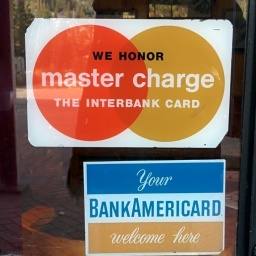 WE HONOR
master charge
THE INTERBANK CARD
Your
BANKAMERICARD
welcome here